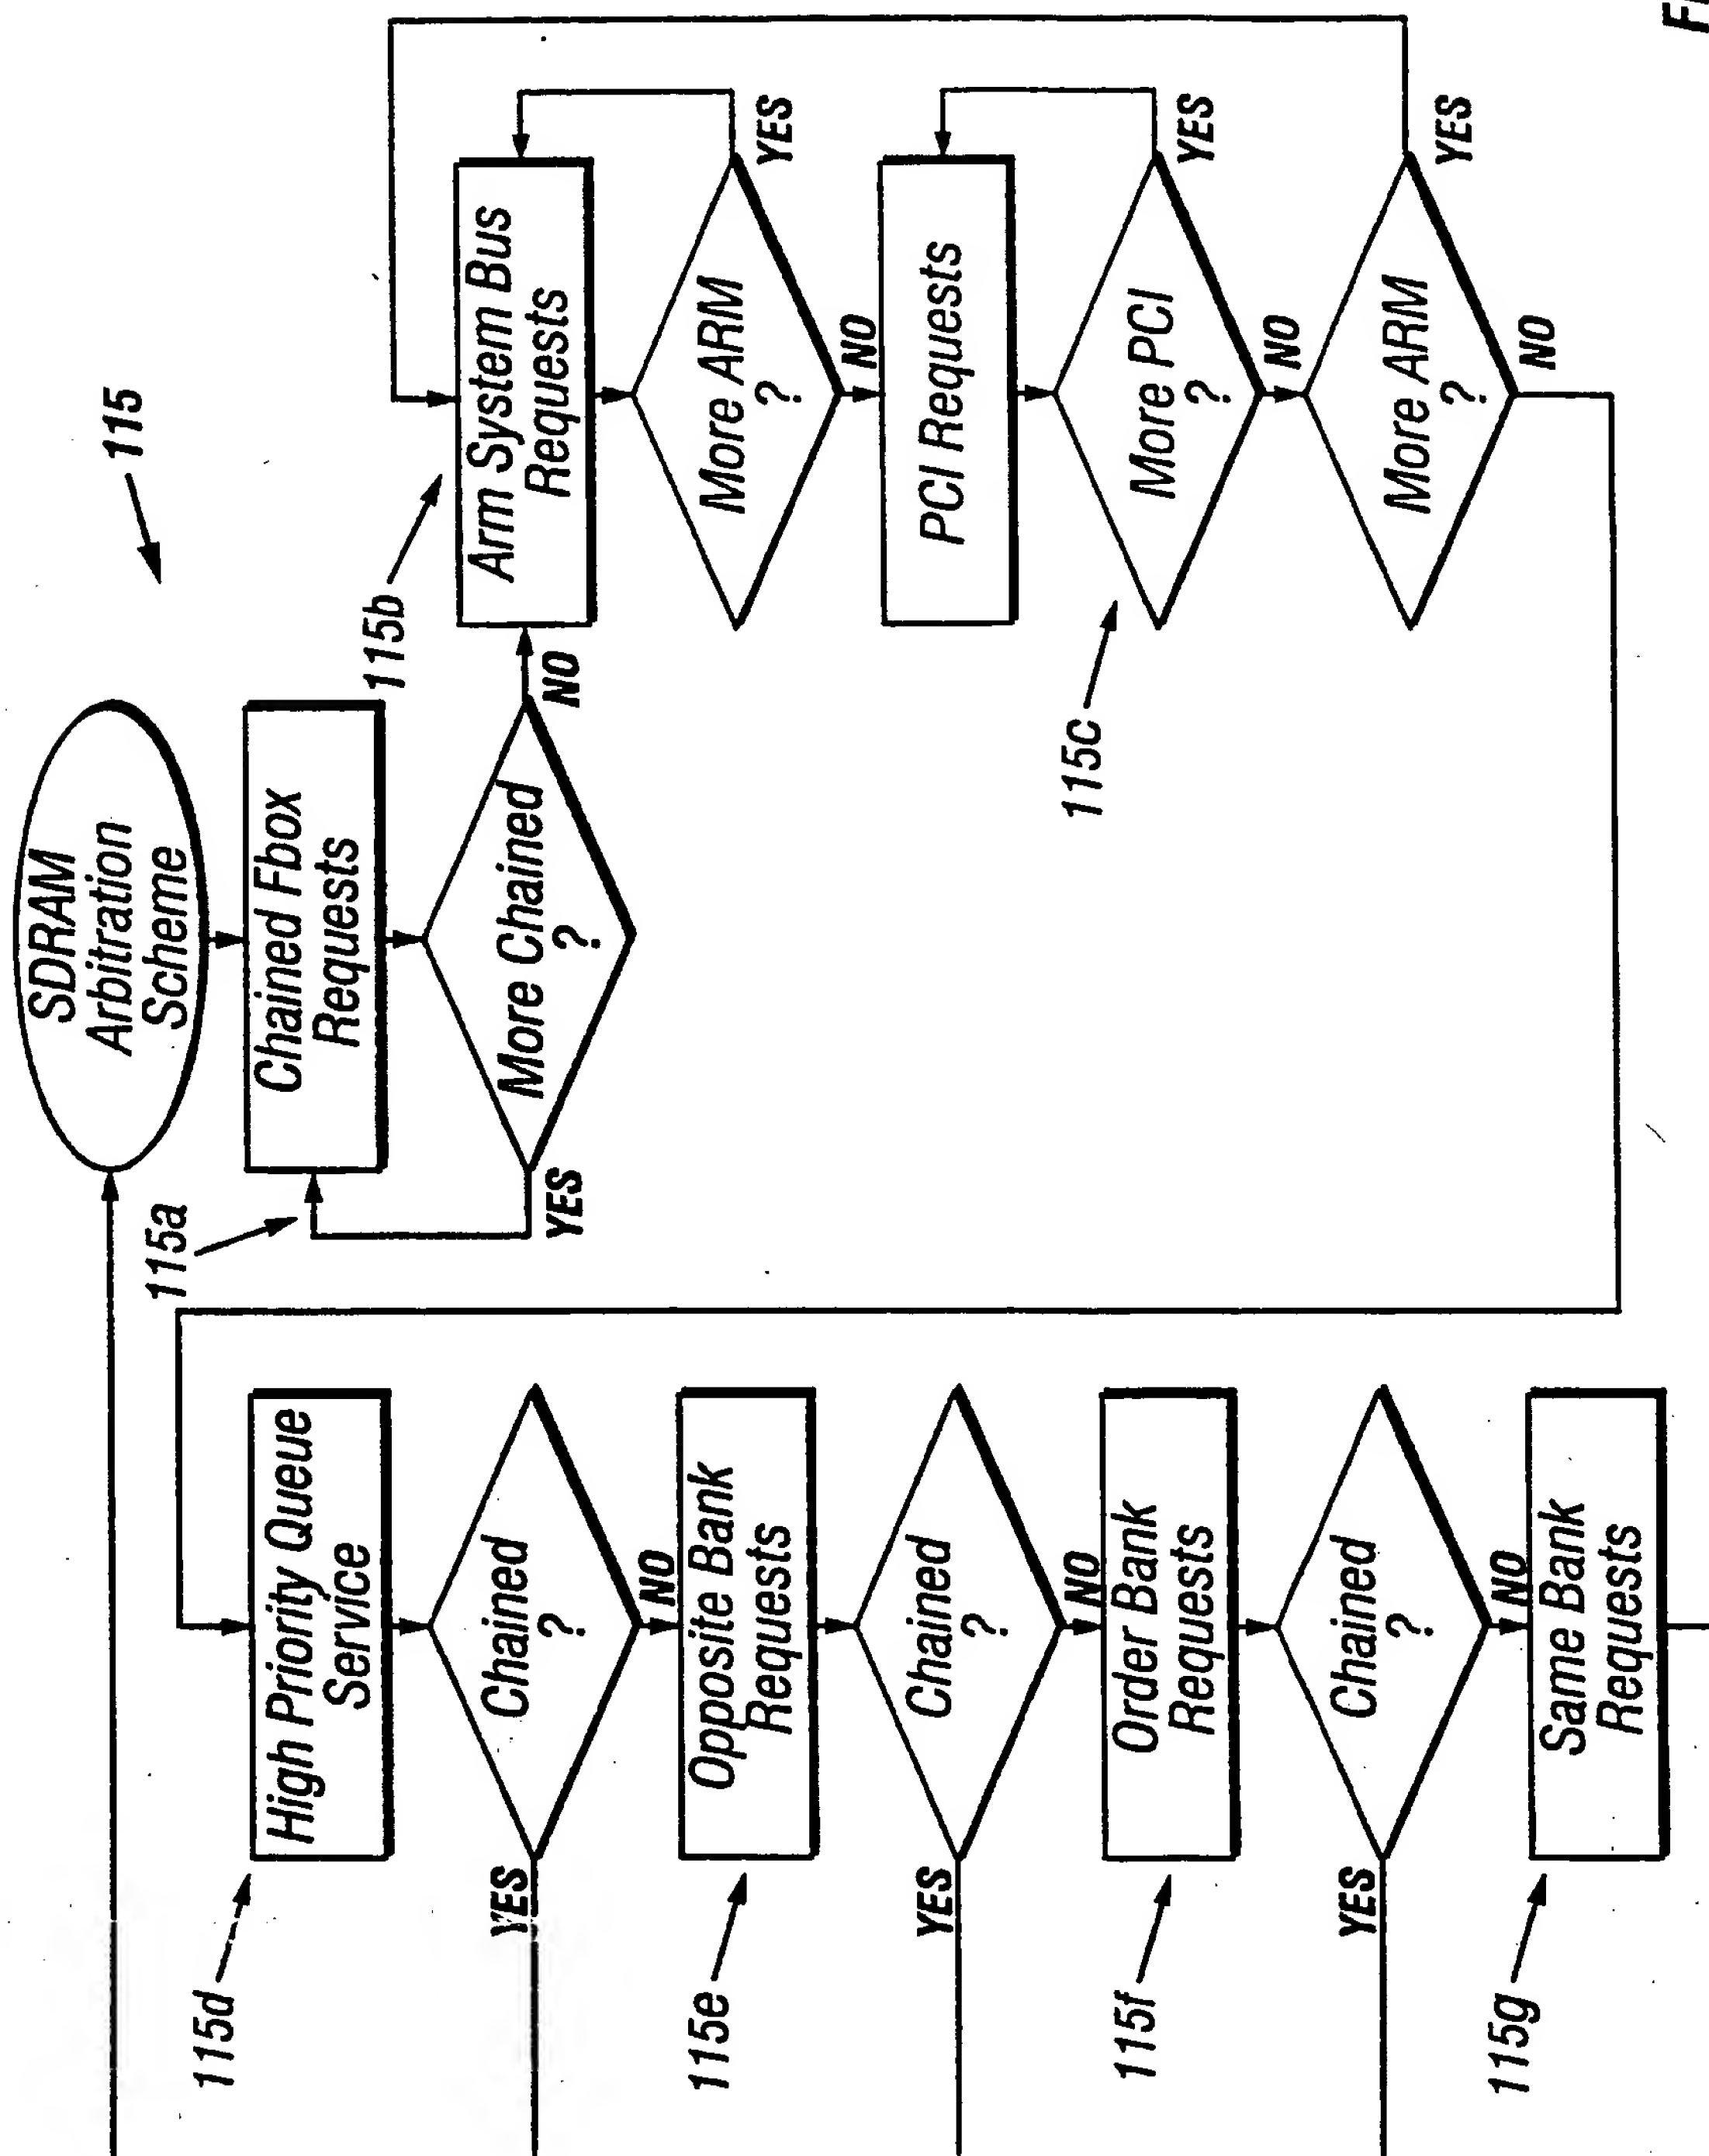 115
SDRAM
Arbitration
Scheme
115a
Chained Fbox
Requests
More Chained
?
YES
NO
115b
Arm System Bus
Requests
More ARM
?
YES
NO
PCI Requests
115c
More PCI
?
YES
NO
More ARM
?
YES
NO
115d
High Priority Queue
Service
Chained
?
YES
NO
115e
Opposite Bank
Requests
Chained
?
YES
NO
115f
Order Bank
Requests
Chained
?
YES
NO
115g
Same Bank
Requests